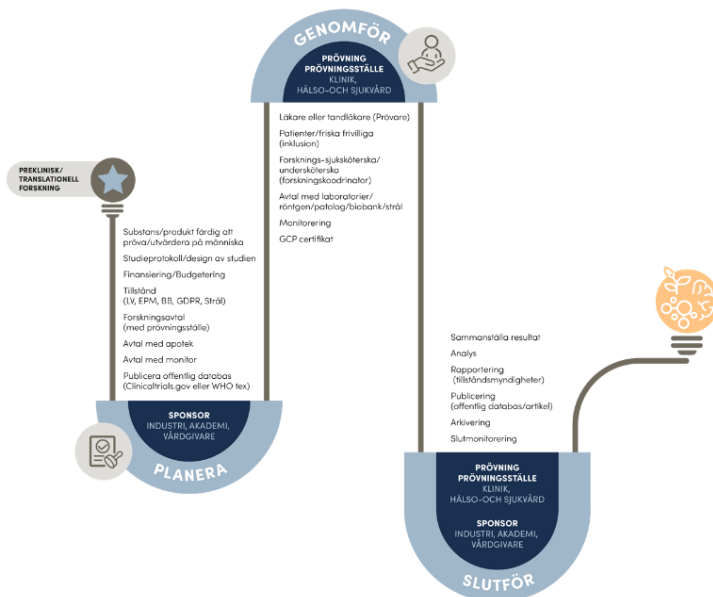 PREKLINISK/
TRANSLATIONELL
FORSKNING
Substans/produkt färdig att
pröva/utvärdera på människa
Studieprotokoll/design av studien
Finansiering/Budgetering
Tillstånd
(LV, EPM, BB, GDPR, Strål)
Forskningsavtal
(med prövningsställe)
Avtal med apotek
Avtal med monitor
Publicera offentlig databas
(Clinicaltrials.gov eller WHO tex)
SPONSOR
INDUSTRI, AKADEMI,
VÅRDGIVARE
PLANERA
GENOMFÖR
PRÖVNING
PRÖVNINGSSTÄLLE
KLINIK,
HÄLSO-OCH SJUKVÅRD
Läkare eller tandläkare (Prövare)
Patienter/friska frivilliga
(inklusion)
Forsknings-sjuksköterska/
undersköterska
(forskningskoodrinator)
Avtal med laboratorier/
röntgen/patolog/biobank/strål
Monitorering
GCP certifikat
Sammanställa resultat
Analys
Rapportering
(tillståndsmyndigheter)
Publicering
(offentlig databas/artikel)
Arkivering
Slutmonitorering
PRÖVNING
PRÖVNINGSSTÄLLE
KLINIK,
HÄLSO-OCH SJUKVÅRD
SPONSOR
INDUSTRI, AKADEMI,
VÅRDGIVARE
SLUTFÖR